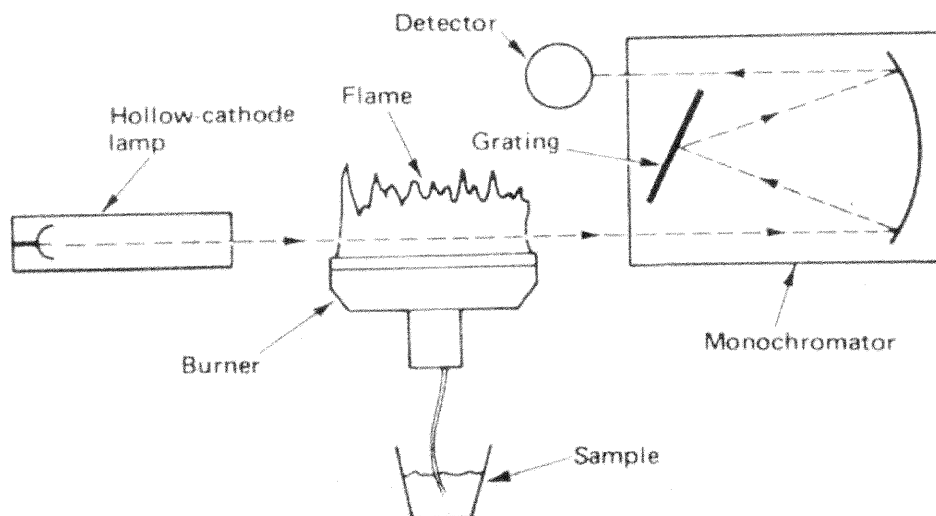 Detector
Flame
Hollow-cathode
lamp
Grating
Monochromator
Burner
Sample